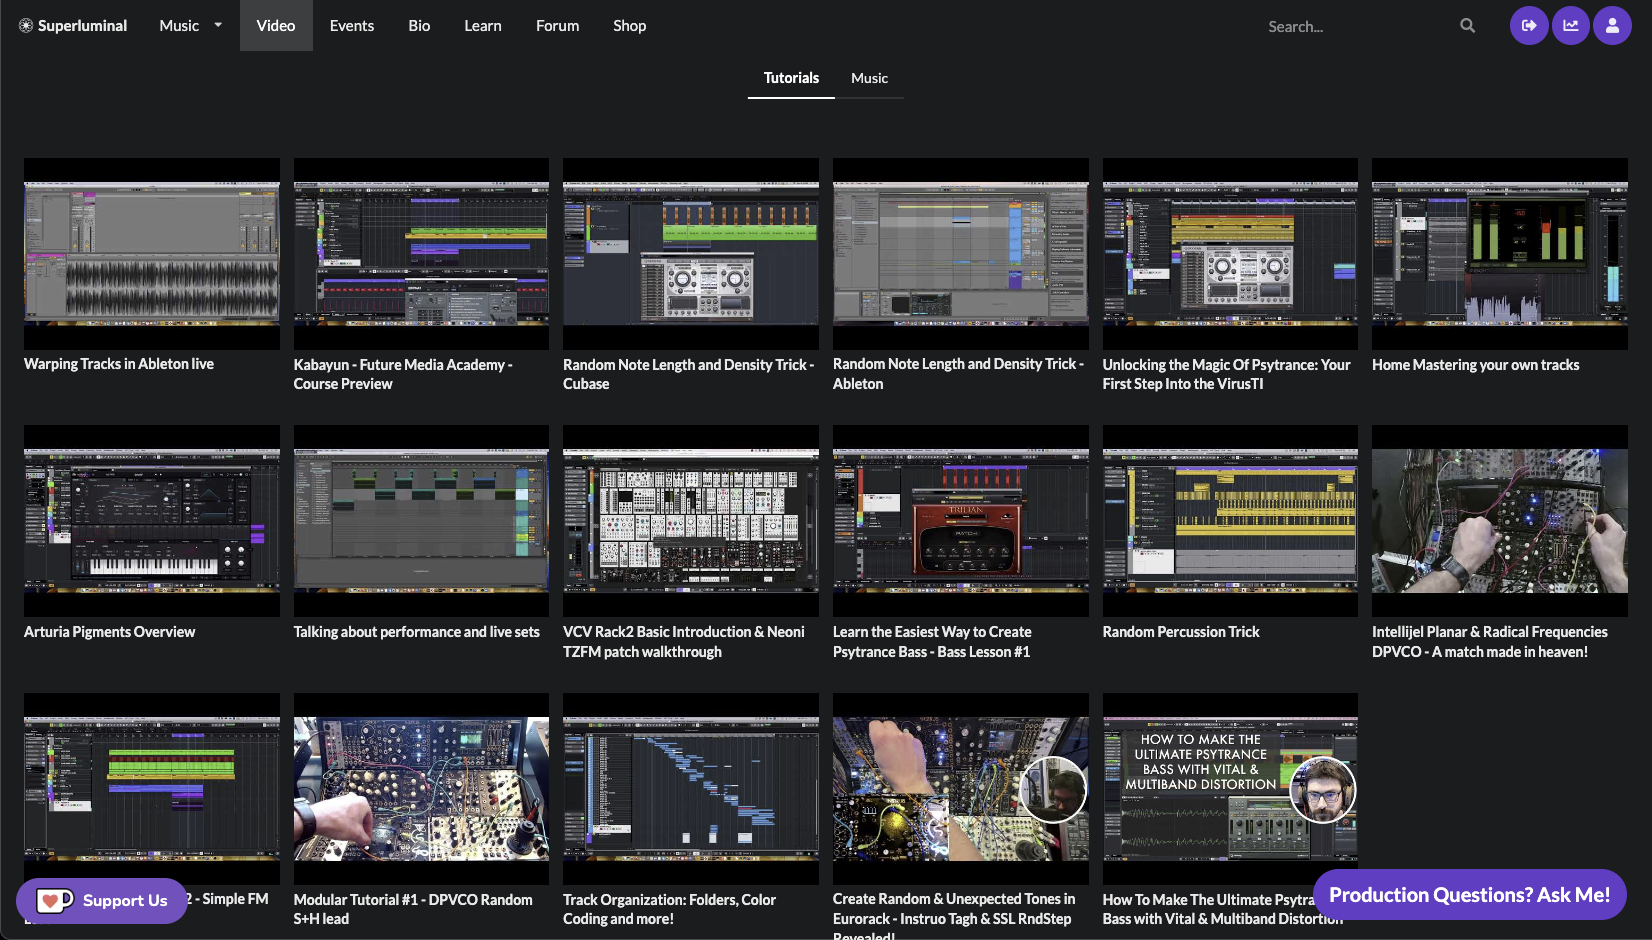 Superluminal
Music
Video
Events
Bio
Learn
Forum
Shop
Search...
Tutorials
Music
Warping Tracks in Ableton live
Kabayun - Future Media Academy -
Course Preview
Random Note Length and Density Trick -
Cubase
Random Note Length and Density Trick -
Ableton
Unlocking the Magic Of Psytrance: Your
First Step Into the VirusTI
Home Mastering your own tracks
TRILIAN
Arturia Pigments Overview
Talking about performance and live sets
VCV Rack2 Basic Introduction & Neoni
TZFM patch walkthrough
Learn the Easiest Way to Create
Psytrance Bass - Bass Lesson #1
Random Percussion Trick
Intellijel Planar & Radical Frequencies
DPVCO - A match made in heaven!
HOW TO MAKE THE
ULTIMATE PSYTRANCE
BASS WITH VITAL &
MULTIBAND DISTORTION
2 - Simple FM
Modular Tutorial #1 - DPVCO Random
S+H lead
Track Organization: Folders, Color
Coding and more!
Create Random & Unexpected Tones in
Eurorack - Instruo Tagh & SSL RndStep
Revealed!
How To Make The Ultimate Psytra
Bass with Vital & Multiband Distortion
Support Us
Production Questions? Ask Me!